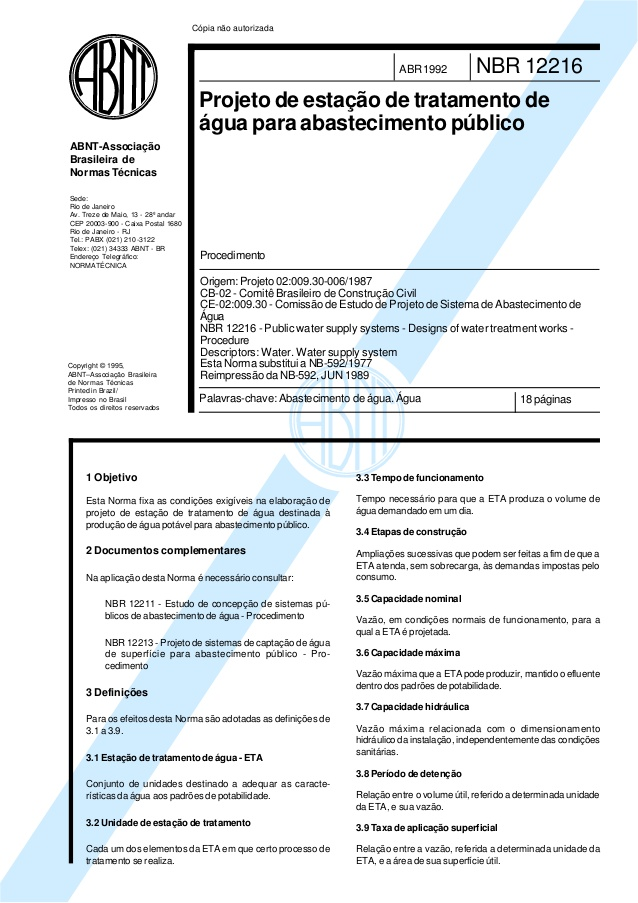 Cópia não autorizada
ABNT
ABNT-Associação
Brasileira de
Normas Técnicas
Sede:
Rio de Janeiro
Av. Treze de Maio, 13 - 28º andar
CEP 20003-900 - Caixa Postal 1680
Rio de Janeiro - RJ
Tel.: PABX (021) 210-3122
Telex: (021) 34333 ABNT - BR
Endereço Telegráfico:
NORMATÉCNICA
Copyright © 1995,
ABNT–Associação Brasileira
de Normas Técnicas
Printed in Brazil/
Impresso no Brasil
Todos os direitos reservados
ABR 1992
NBR 12216
Projeto de estação de tratamento de
água para abastecimento público
Procedimento
Origem: Projeto 02:009.30-006/1987
CB-02 - Comitê Brasileiro de Construção Civil
CE-02:009.30 - Comissão de Estudo de Projeto de Sistema de Abastecimento de
Água
NBR 12216 - Public water supply systems - Designs of water treatment works -
Procedure
Descriptors: Water. Water supply system
Esta Norma substitui a NB-592/1977
Reimpressão da NB-592, JUN 1989
Palavras-chave: Abastecimento de água. Água
18 páginas
ABNT
1 Objetivo
Esta Norma fixa as condições exigíveis na elaboração de
projeto de estação de tratamento de água destinada à
produção de água potável para abastecimento público.
2 Documentos complementares
Na aplicação desta Norma é necessário consultar:
NBR 12211 - Estudo de concepção de sistemas pú-
blicos de abastecimento de água - Procedimento
NBR 12213 - Projeto de sistemas de captação de água
de superfície para abastecimento público - Pro-
cedimento
3 Definições
Para os efeitos desta Norma são adotadas as definições de
3.1 a 3.9.
3.1 Estação de tratamento de água - ETA
Conjunto de unidades destinado a adequar as caracte-
rísticas da água aos padrões de potabilidade.
3.2 Unidade de estação de tratamento
Cada um dos elementos da ETA em que certo processo de
tratamento se realiza.
3.3 Tempo de funcionamento
Tempo necessário para que a ETA produza o volume de
água demandado em um dia.
3.4 Etapas de construção
Ampliações sucessivas que podem ser feitas a fim de que a
ETA atenda, sem sobrecarga, às demandas impostas pelo
consumo.
3.5 Capacidade nominal
Vazão, em condições normais de funcionamento, para a
qual a ETA é projetada.
3.6 Capacidade máxima
Vazão máxima que a ETA pode produzir, mantido o efluente
dentro dos padrões de potabilidade.
3.7 Capacidade hidráulica
Vazão máxima relacionada com o dimensionamento
hidráulico da instalação, independentemente das condições
sanitárias.
3.8 Período de detenção
Relação entre o volume útil, referido a determinada unidade
da ETA, e sua vazão.
3.9 Taxa de aplicação superficial
Relação entre a vazão, referida a determinada unidade da
ETA, e a área de sua superfície útil.